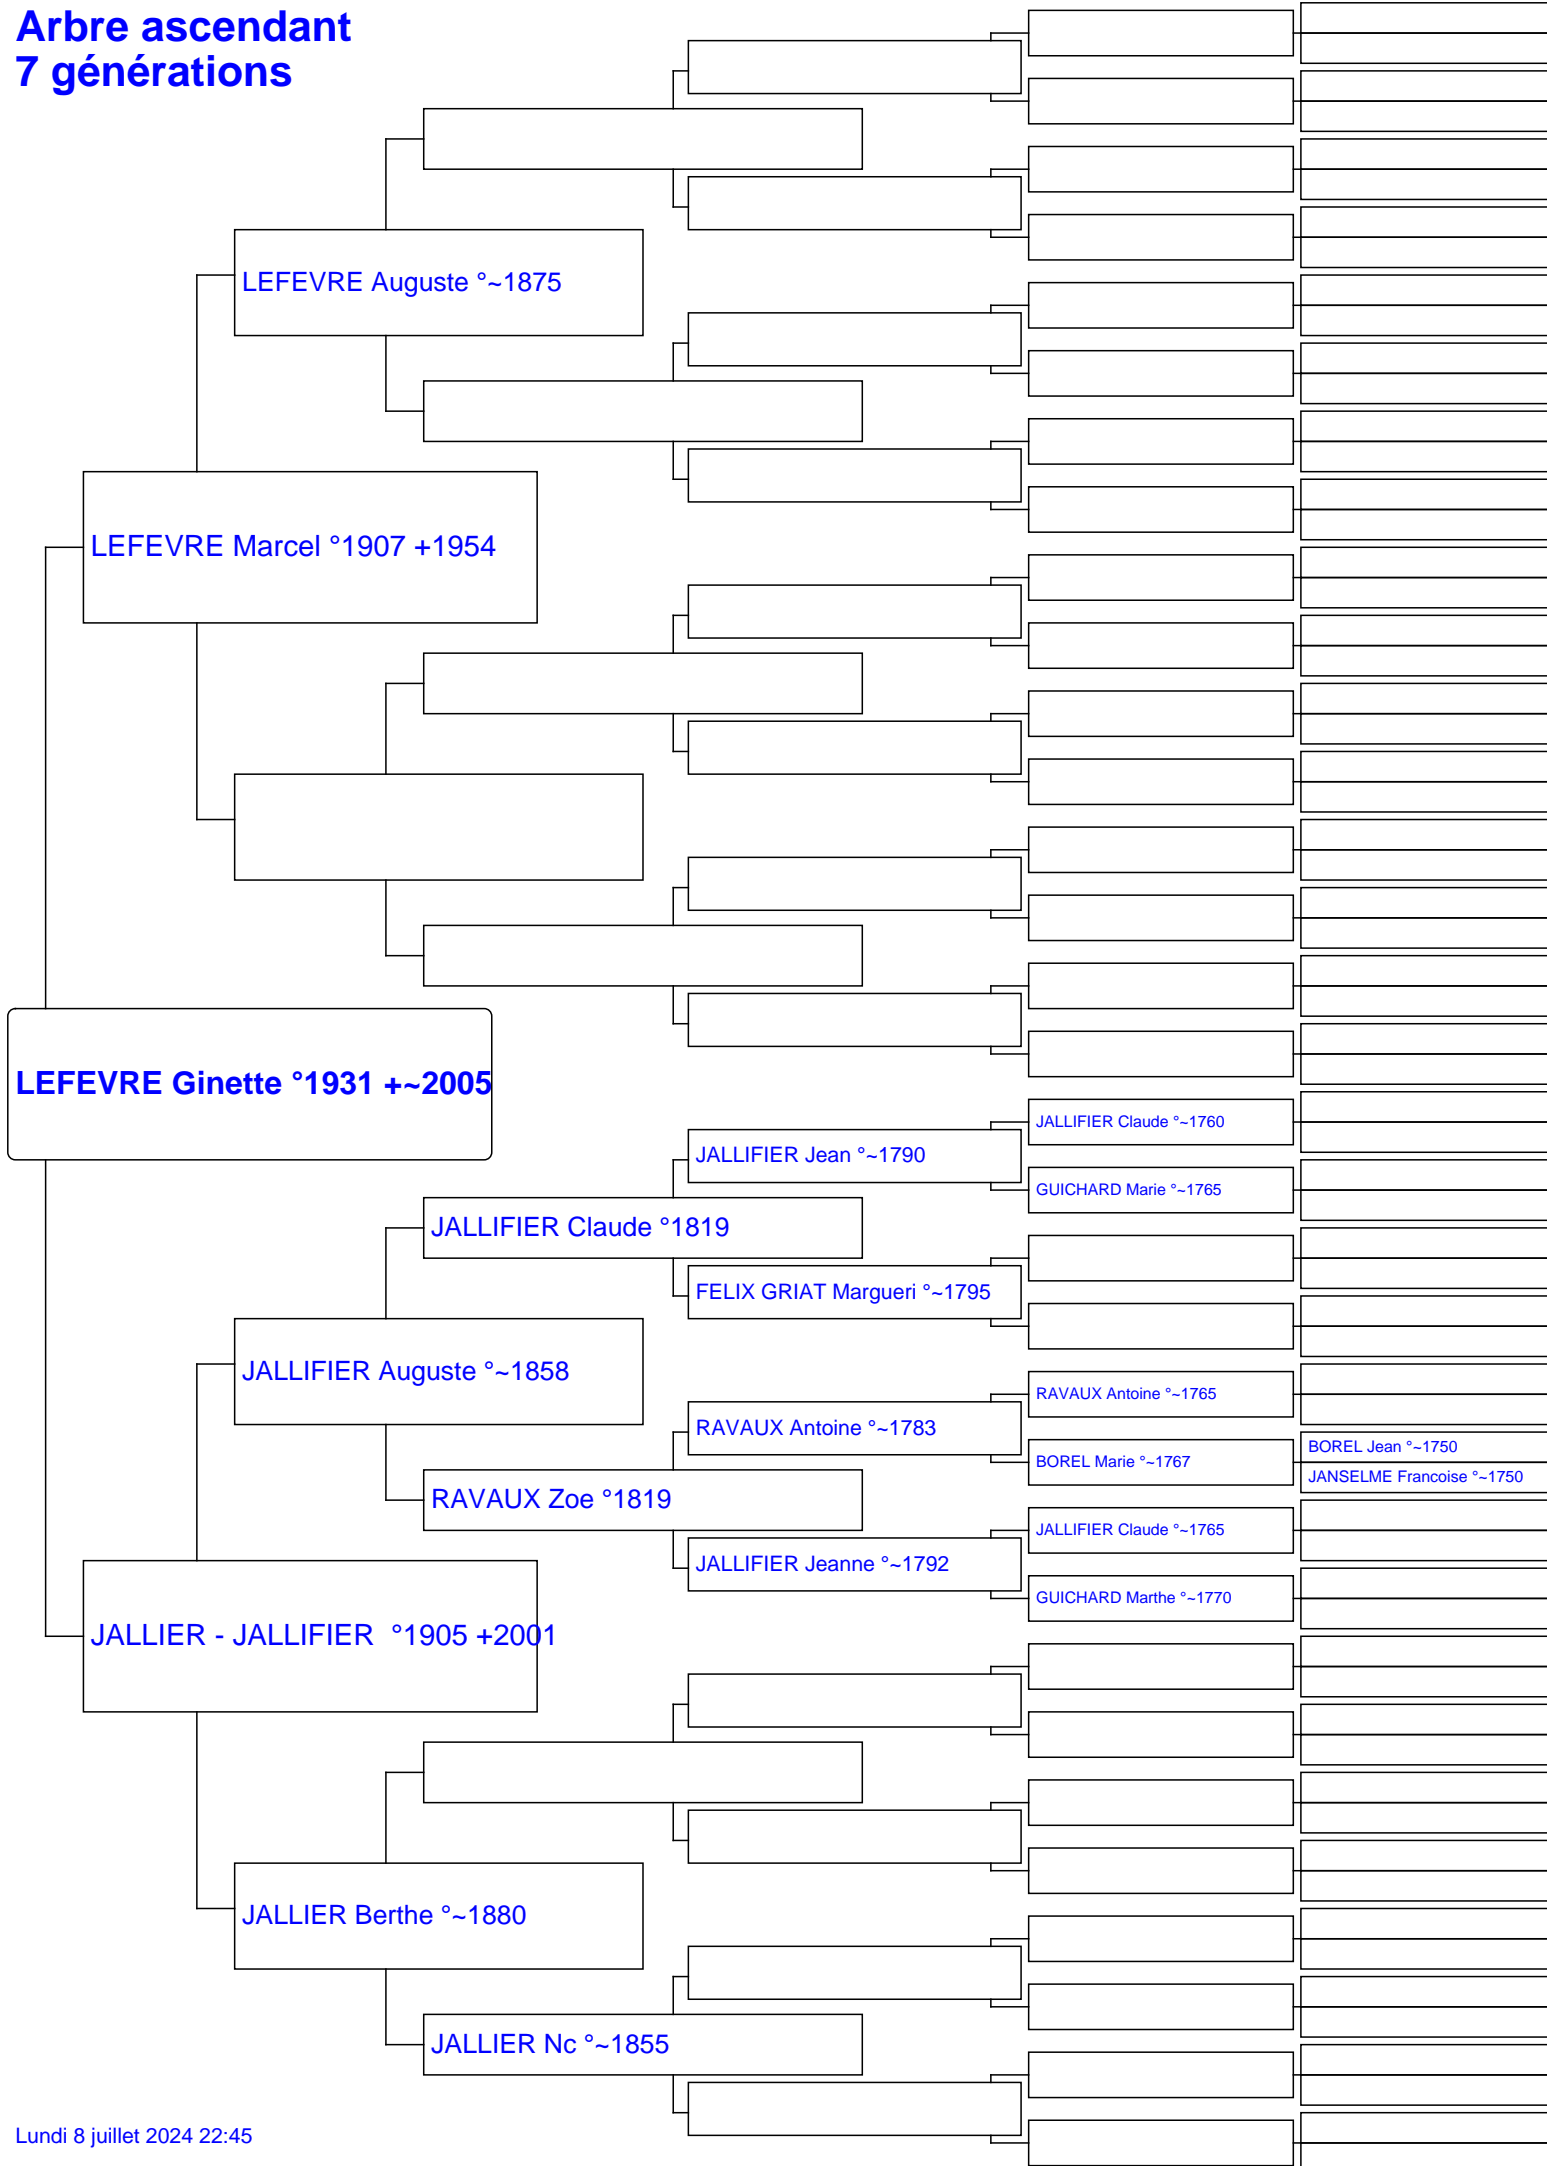 Arbre ascendant
7 générations
LEFEVRE Auguste °~1875
LEFEVRE Marcel °1907 +1954
LEFEVRE Ginette °1931 +~2005
JALLIFIER Claude °~1760
JALLIFIER Jean °~1790
GUICHARD Marie °~1765
JALLIFIER Claude °1819
FELIX GRIAT Margueri °~1795
JALLIFIER Auguste °~1858
RAVAUX Antoine °~1765
RAVAUX Antoine °~1783
BOREL Jean °~1750
BOREL Marie °~1767
JANSELME Francoise °~1750
RAVAUX Zoe °1819
JALLIFIER Claude °~1765
JALLIFIER Jeanne °~1792
GUICHARD Marthe °~1770
JALLIER - JALLIFIER °1905 +2001
JALLIER Berthe °~1880
JALLIER Nc °~1855
Lundi 8 juillet 2024 22:45